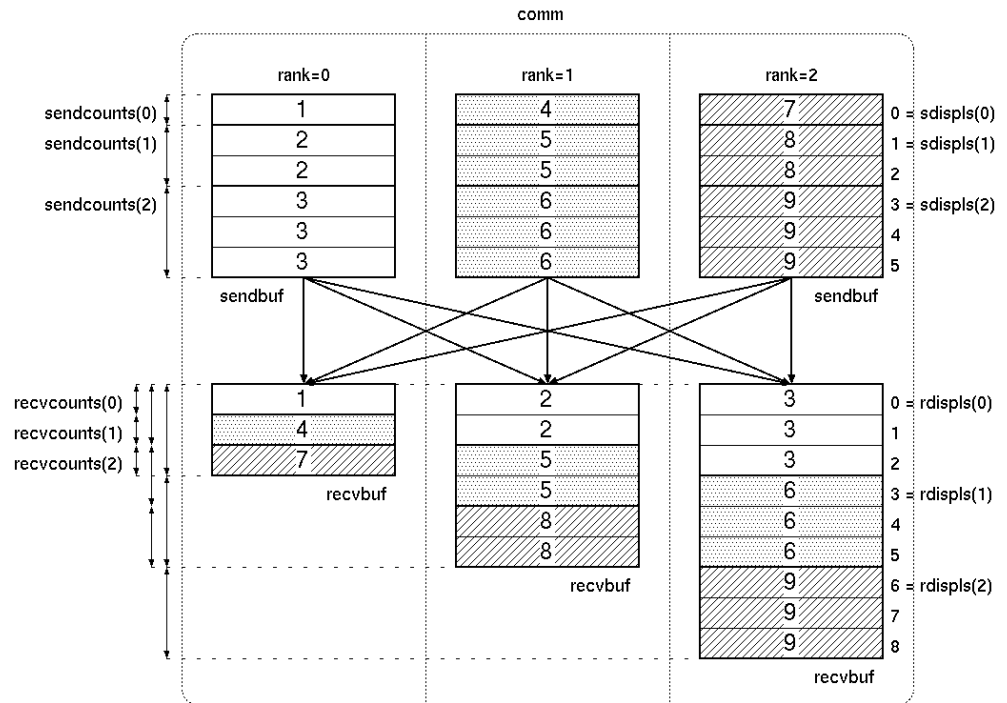 comm
rank=0 rank=1 rank=2
sendcounts(0) 1 4 7 0 = sdispls(0)
sendcounts(1) 2 5 8 1 = sdispls(1)
2 5 8 2
sendcounts(2) 3 6 9 3 = sdispls(2)
3 6 9 4
3 6 9 5
sendbuf sendbuf
recvcounts(0) 1 2 3 0 = rdispls(0)
recvcounts(1) 4 2 3 1
recvcounts(2) 7 5 3 2
recvbuf 5 6 3 = rdispls(1)
8 6 4
8 6 5
recvbuf 9 6 = rdispls(2)
9 7
9 8
recvbuf